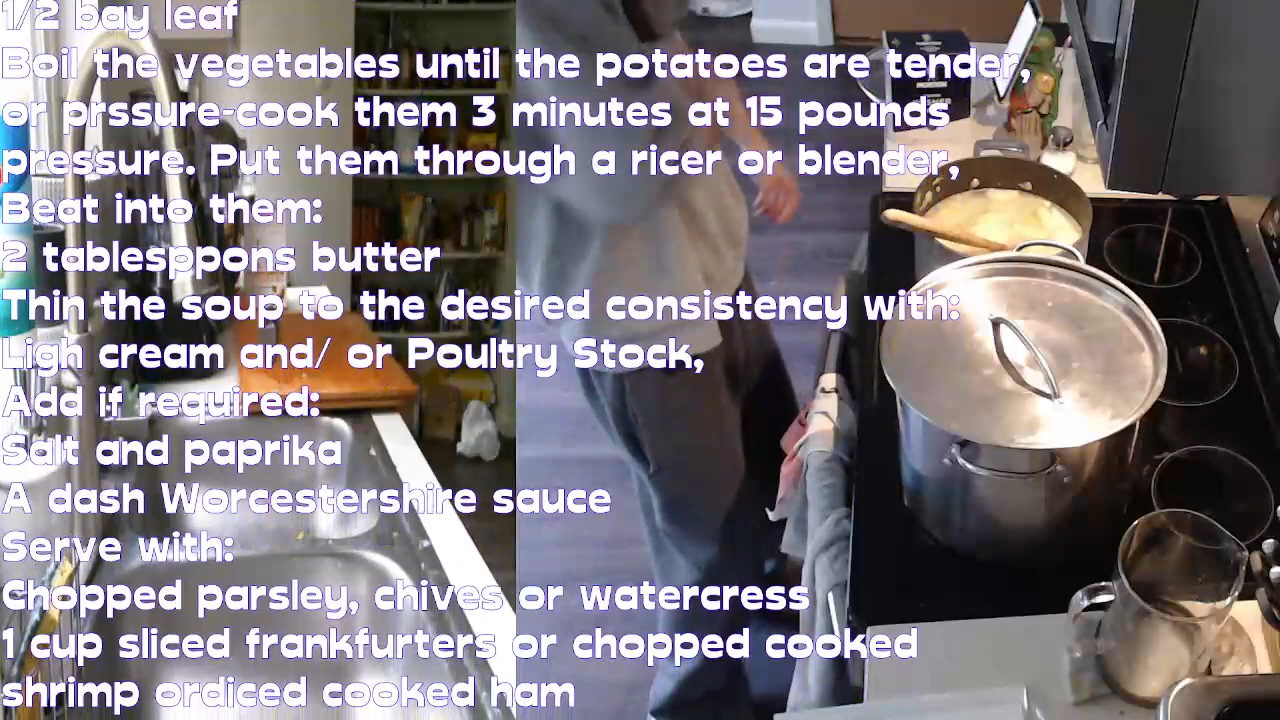 1/2 bay leaf
Boil the vegetables until the potatoes are tender,
or prssure-cook them 3 minutes at 15 pounds
pressure. Put them through a ricer or blender,
Beat into them:
2 tablesppons butter
Thin the soup to the desired consistency with:
Ligh cream and/ or Poultry Stock,
Add if required:
Salt and paprika
A dash Worcestershire sauce
Serve with:
Chopped parsley, chives or watercress
1 cup sliced frankfurters or chopped cooked
shrimp ordiced cooked ham